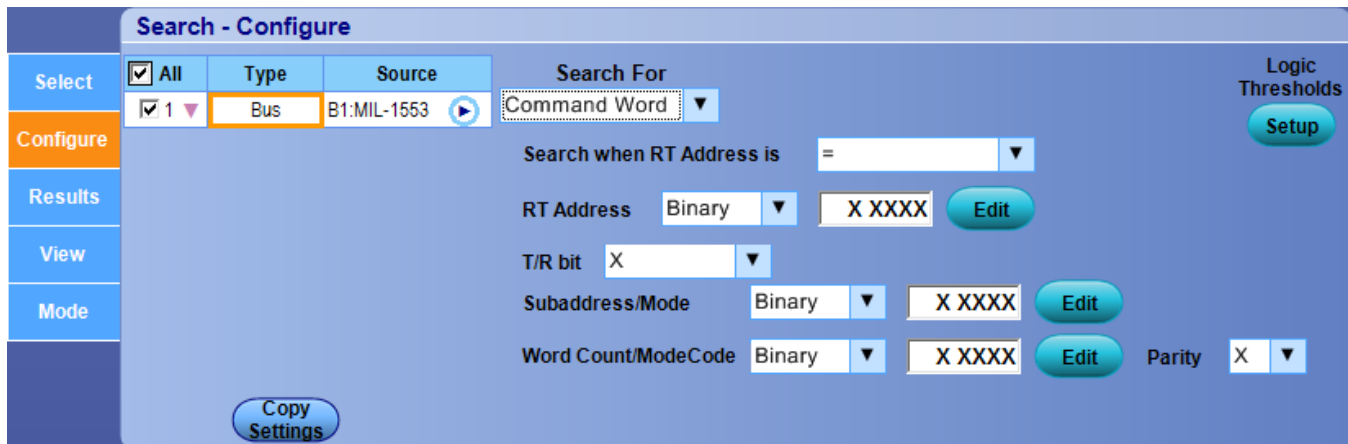 Search - Configure
Select
Configure
Results
View
Mode
All Type Source
1 Bus B1:MIL-1553
Copy
Settings
Search For
Command Word
Logic
Thresholds
Setup
Search when RT Address is =
RT Address Binary X XXXX Edit
T/R bit X
Subaddress/Mode Binary X XXXX Edit
Word Count/ModeCode Binary X XXXX Edit Parity X